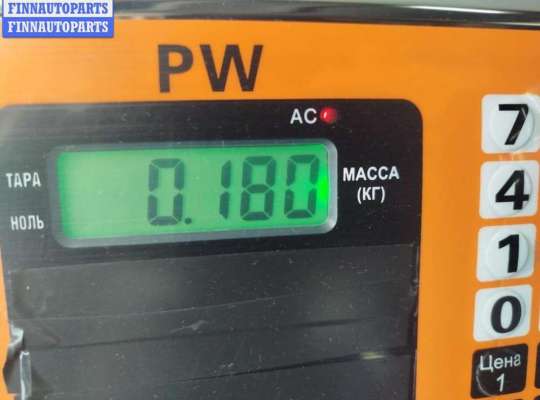 FINNAUTOPARTS
FINNAUTOPARTS
PW
AC
7
ТАРА
0.180
МАССА
(КГ)
4
НОЛЬ
1
0
Цена
1